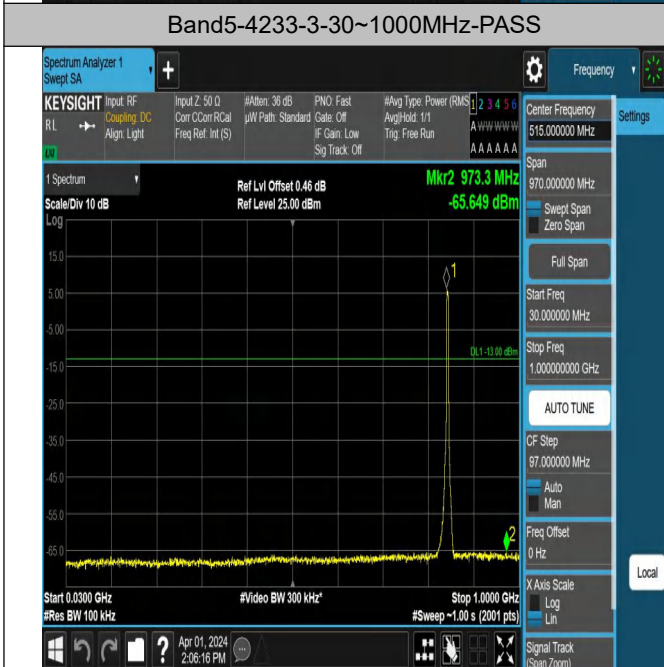 Band5-4233-3-30~1000MHz-PASS
Spectrum Analyzer 1
Swept SA
Frequency
KEYSIGHT
RL
LXI
Input: RF
Coupling: DC
Align: Light
Input Z: 50 Ω
Corr CCorr RCal
Freq Ref: Int (S)
#Atten: 36 dB
µW Path: Standard
PNO: Fast
Gate: Off
IF Gain: Low
Sig Track: Off
#Avg Type: Power (RMS
Avg|Hold: 1/1
Trig: Free Run
1 2 3 4 5 6
A W W W W W
A A A A A A
Settings
Center Frequency
515.000000 MHz
Span
970.000000 MHz
Swept Span
Zero Span
Full Span
Start Freq
30.000000 MHz
Stop Freq
1.000000000 GHz
AUTO TUNE
CF Step
97.000000 MHz
Auto
Man
Freq Offset
0 Hz
X Axis Scale
Log
Lin
Signal Track
(Span Zoom)
Local
1 Spectrum
Scale/Div 10 dB
Log
Ref Lvl Offset 0.46 dB
Ref Level 25.00 dBm
Mkr2 973.3 MHz
-65.649 dBm
15.0
5.00
-5.00
-15.0
-25.0
-35.0
-45.0
-55.0
-65.0
1
DL1 -13.00 dBm
2
Start 0.0300 GHz
#Res BW 100 kHz
#Video BW 300 kHz*
Stop 1.0000 GHz
#Sweep ~1.00 s (2001 pts)
?
Apr 01, 2024
2:06:16 PM